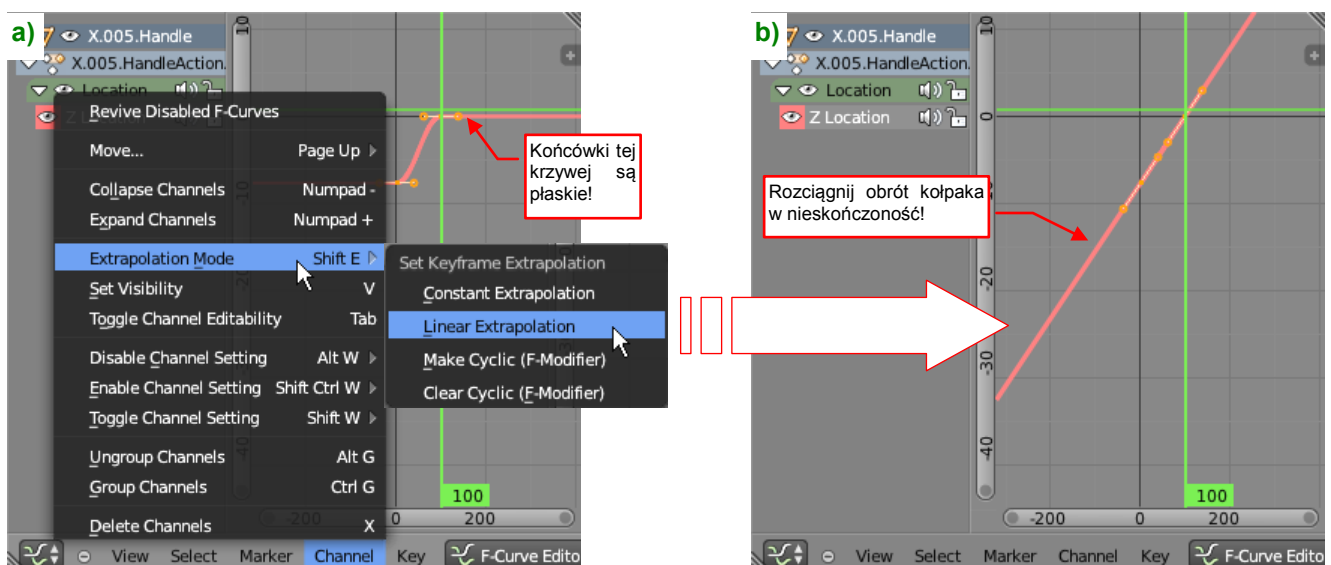 a)
X.005.Handle
X.005.HandleAction.
Location
Z L
Revive Disabled F-Curves
Move... Page Up
Collapse Channels Numpad -
Expand Channels Numpad +
Extrapolation Mode Shift E
Set Visibility V
Toggle Channel Editability Tab
Disable Channel Setting Alt W
Enable Channel Setting Shift Ctrl W
Toggle Channel Setting Shift W
Ungroup Channels Alt G
Group Channels Ctrl G
Delete Channels X
Set Keyframe Extrapolation
Constant Extrapolation
Linear Extrapolation
Make Cyclic (F-Modifier)
Clear Cyclic (F-Modifier)
10
-10
-20
-40
Końcówki tej
krzywej są
płaskie!
100
-200 0 200
View Select Marker Channel Key F-Curve Edito
b)
X.005.Handle
X.005.HandleAction.
Location
Z Location
10
0
-20
-30
-40
Rozciągnij obrót kołpaka
w nieskończoność!
100
-200 0 200
View Select Marker Channel Key F-Curve Edito